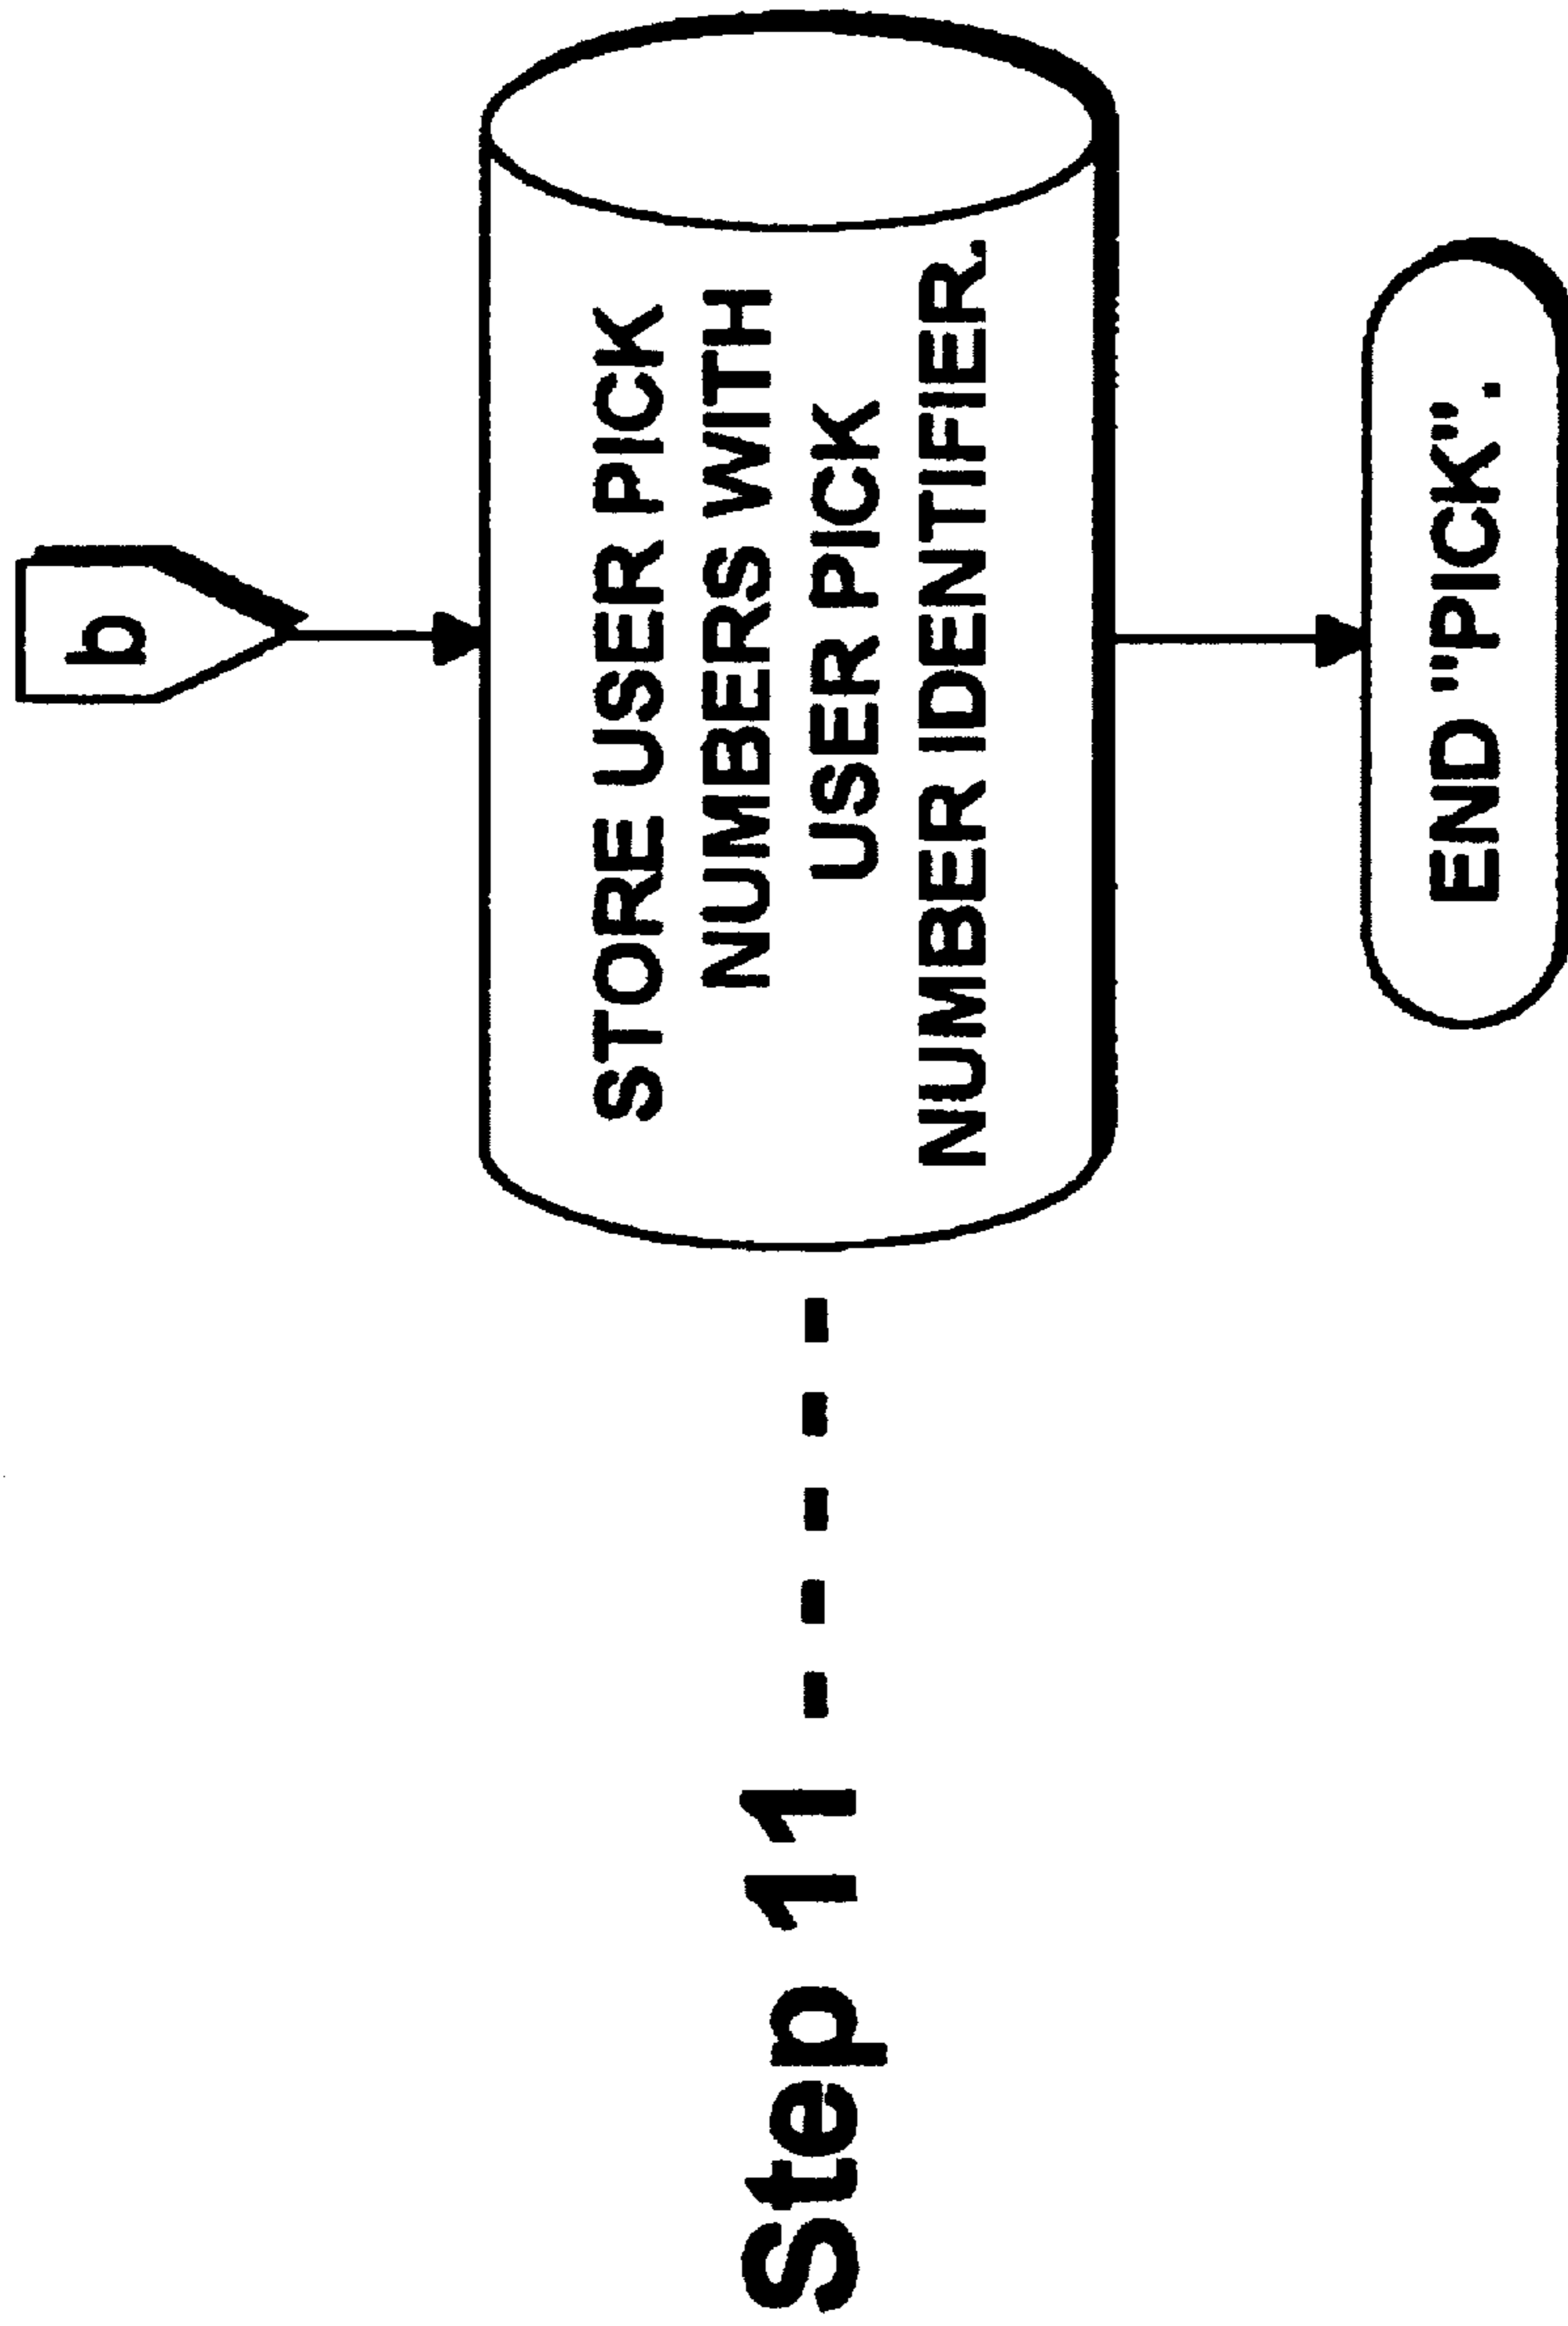 b
Step 11
STORE USER PICK
NUMBERS WITH
USER PICK
NUMBER IDENTIFIER.
END "PICK".